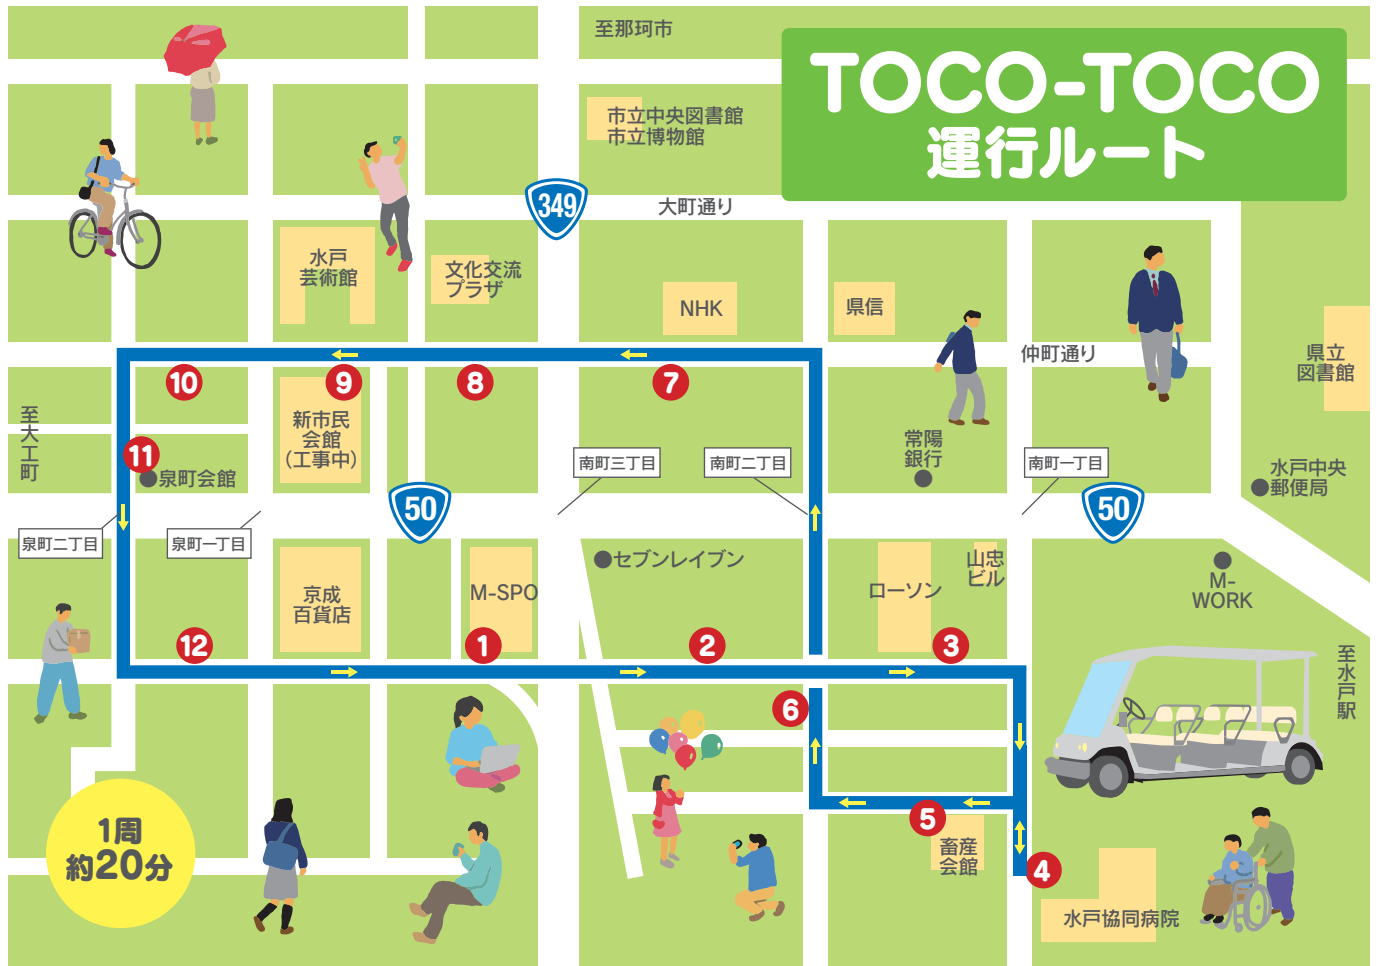 至那珂市
TOCO-TOCO
運行ルート
市立中央図書館
市立博物館
349
大町通り
水戸
芸術館
文化交流
プラザ
NHK
県信
仲町通り
県立
図書館
10
9
8
7
至大工町
新市民
会館
(工事中)
11
泉町会館
南町三丁目
南町二丁目
常陽
銀行
南町一丁目
水戸中央
郵便局
50
50
泉町二丁目
泉町一丁目
セブンレイブン
京成
百貨店
M-SPO
ローソン
山忠
ビル
M-
WORK
12
1
2
3
至水戸駅
6
5
畜産
会館
4
水戸協同病院
1周
約20分